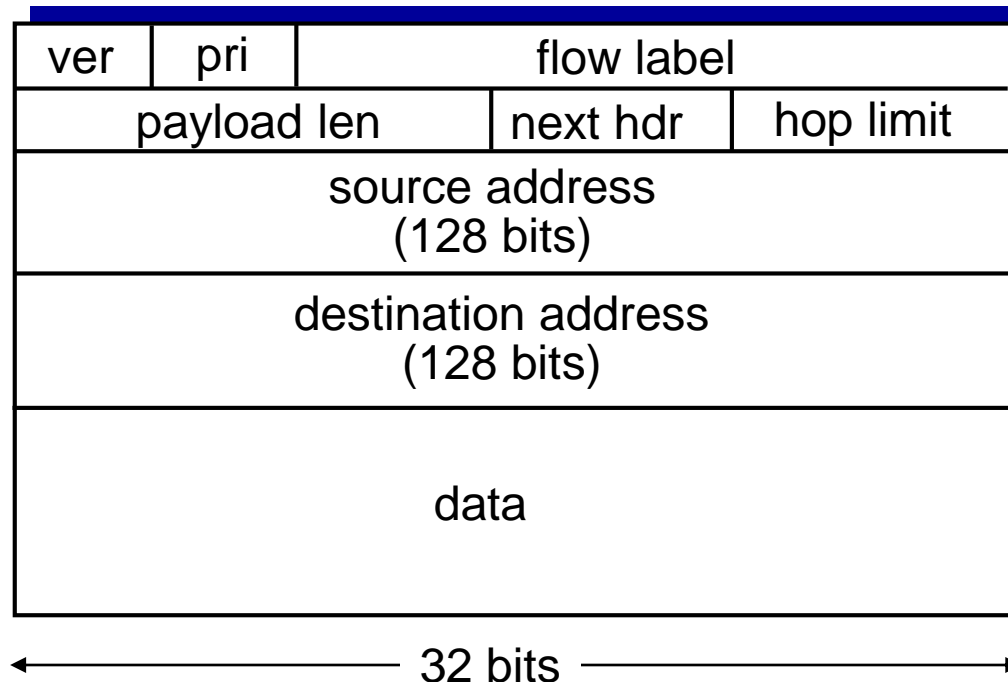 ver pri flow label
payload len next hdr hop limit
source address
(128 bits)
destination address
(128 bits)
data
32 bits